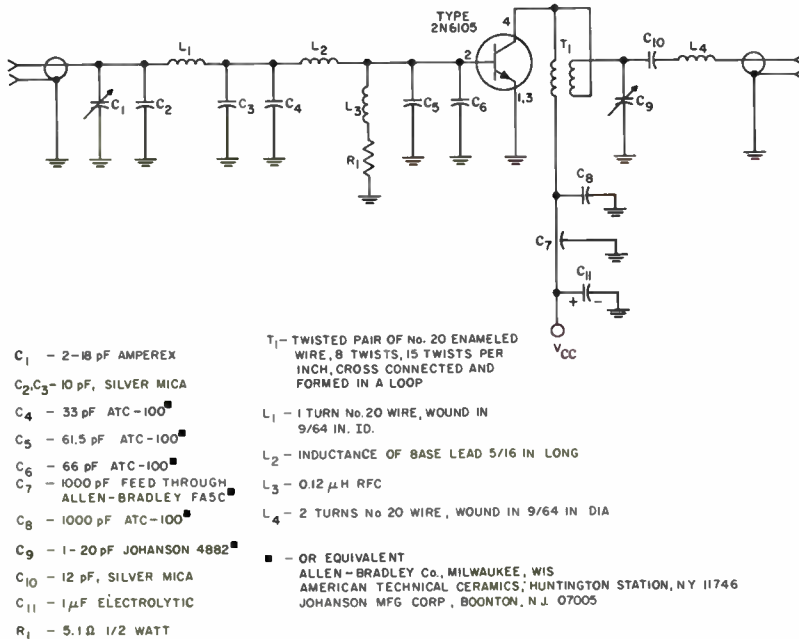 TYPE
2N6105
4
L1
L2
2
T1
C10
L4
C1
C2
C3
C4
L3
C5
C6
1,3
C9
R1
C8
C7
C11
+ -
VCC
C1 - 2-18 pF AMPEREX
C2,C3- 10 pF, SILVER MICA
C4 - 33 pF ATC-100■
C5 - 61.5 pF ATC-100■
C6 - 66 pF ATC-100■
C7 - 1000 pF FEED THROUGH
ALLEN-BRADLEY FA5C■
C8 - 1000 pF ATC-100■
C9 - 1-20 pF JOHANSON 4882■
C10 - 12 pF, SILVER MICA
C11 - 1μF ELECTROLYTIC
R1 - 5.1Ω 1/2 WATT
T1- TWISTED PAIR OF No. 20 ENAMELED
WIRE, 8 TWISTS, 15 TWISTS PER
INCH, CROSS CONNECTED AND
FORMED IN A LOOP
L1 - 1 TURN No.20 WIRE, WOUND IN
9/64 IN. ID.
L2 - INDUCTANCE OF BASE LEAD 5/16 IN LONG
L3 - 0.12 μH RFC
L4 - 2 TURNS No 20 WIRE, WOUND IN 9/64 IN DIA
■ - OR EQUIVALENT
ALLEN-BRADLEY Co., MILWAUKEE, WIS
AMERICAN TECHNICAL CERAMICS, HUNTINGTON STATION, NY 11746
JOHANSON MFG CORP, BOONTON, N.J. 07005